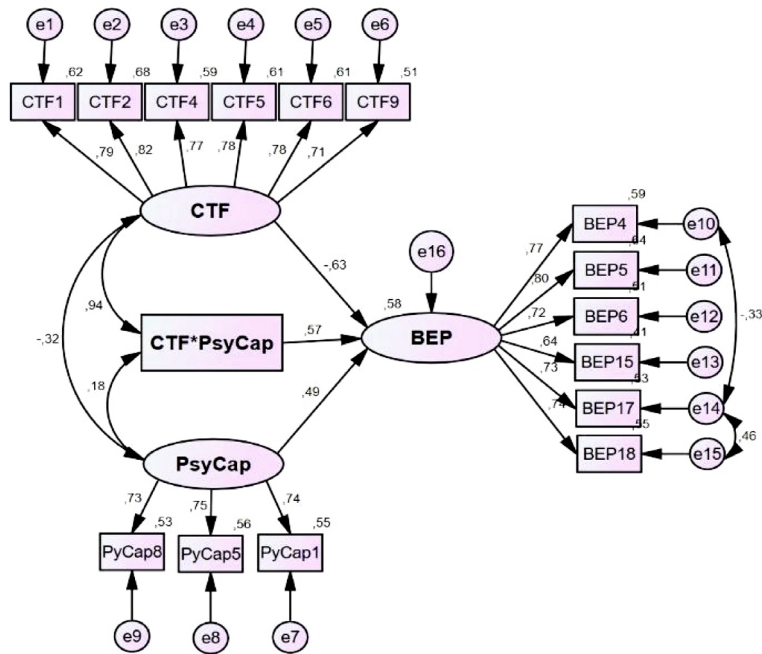 e1 e2 e3 e4 e5 e6
,62 ,68 ,59 ,61 ,61 ,51
CTF1 CTF2 CTF4 CTF5 CTF6 CTF9
,79 ,82 ,77 ,78 ,78 ,71
CTF
-,63
,94
-,32
CTF*PsyCap
,57
,18
,49
PsyCap
,73 ,75 ,74
,53 ,56 ,55
PyCap8 PyCap5 PyCap1
e9 e8 e7
e16
,58
BEP
,77
,80
,72
,64
,73
,59
BEP4 e10
,64
BEP5 e11
,51
BEP6 e12
,41
BEP15 e13
,53
BEP17 e14
,55
BEP18 e15
-,33
,46